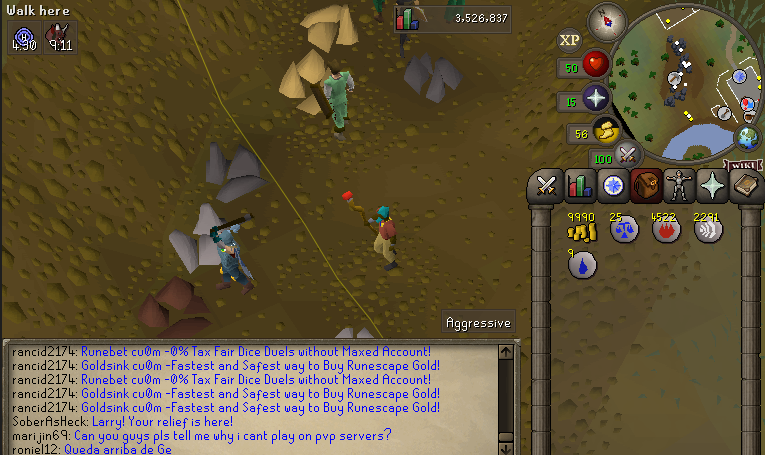 Walk here
4:30
9:11
3,526,837
XP
50
15
56
100
WIKI
9990
25
4522
2291
9
Aggressive
rancid2174: Runebet cu0m -0% Tax Fair Dice Duels without Maxed Account!
rancid2174: Goldsink cu0m -Fastest and Safest way to Buy Runescape Gold!
rancid2174: Runebet cu0m -0% Tax Fair Dice Duels without Maxed Account!
rancid2174: Goldsink cu0m -Fastest and Safest way to Buy Runescape Gold!
rancid2174: Goldsink cu0m -Fastest and Safest way to Buy Runescape Gold!
SoberAsHeck: Larry! Your relief is here!
marijin69: Can you guys pls tell me why i cant play on pvp servers?
roniel12: Queda arriba de Ge